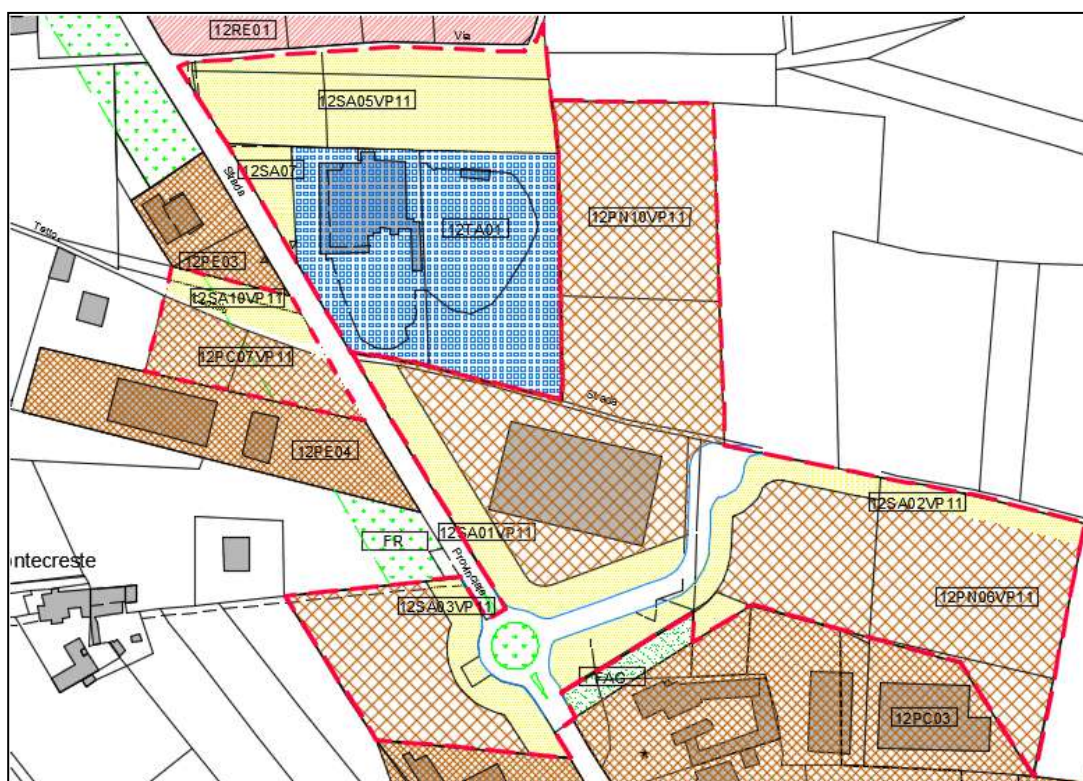 12RE01
Via
12SA05VP11
12SA07
Strada
12TA01
12PN10VP11
Tetto
12PE03
12SA10VP11
12PC07VP11
Strada
12PE04
12SA02VP11
12SA01VP11
FR
Provinciale
ntecreste
12SA03VP11
12PN06VP11
12PC03